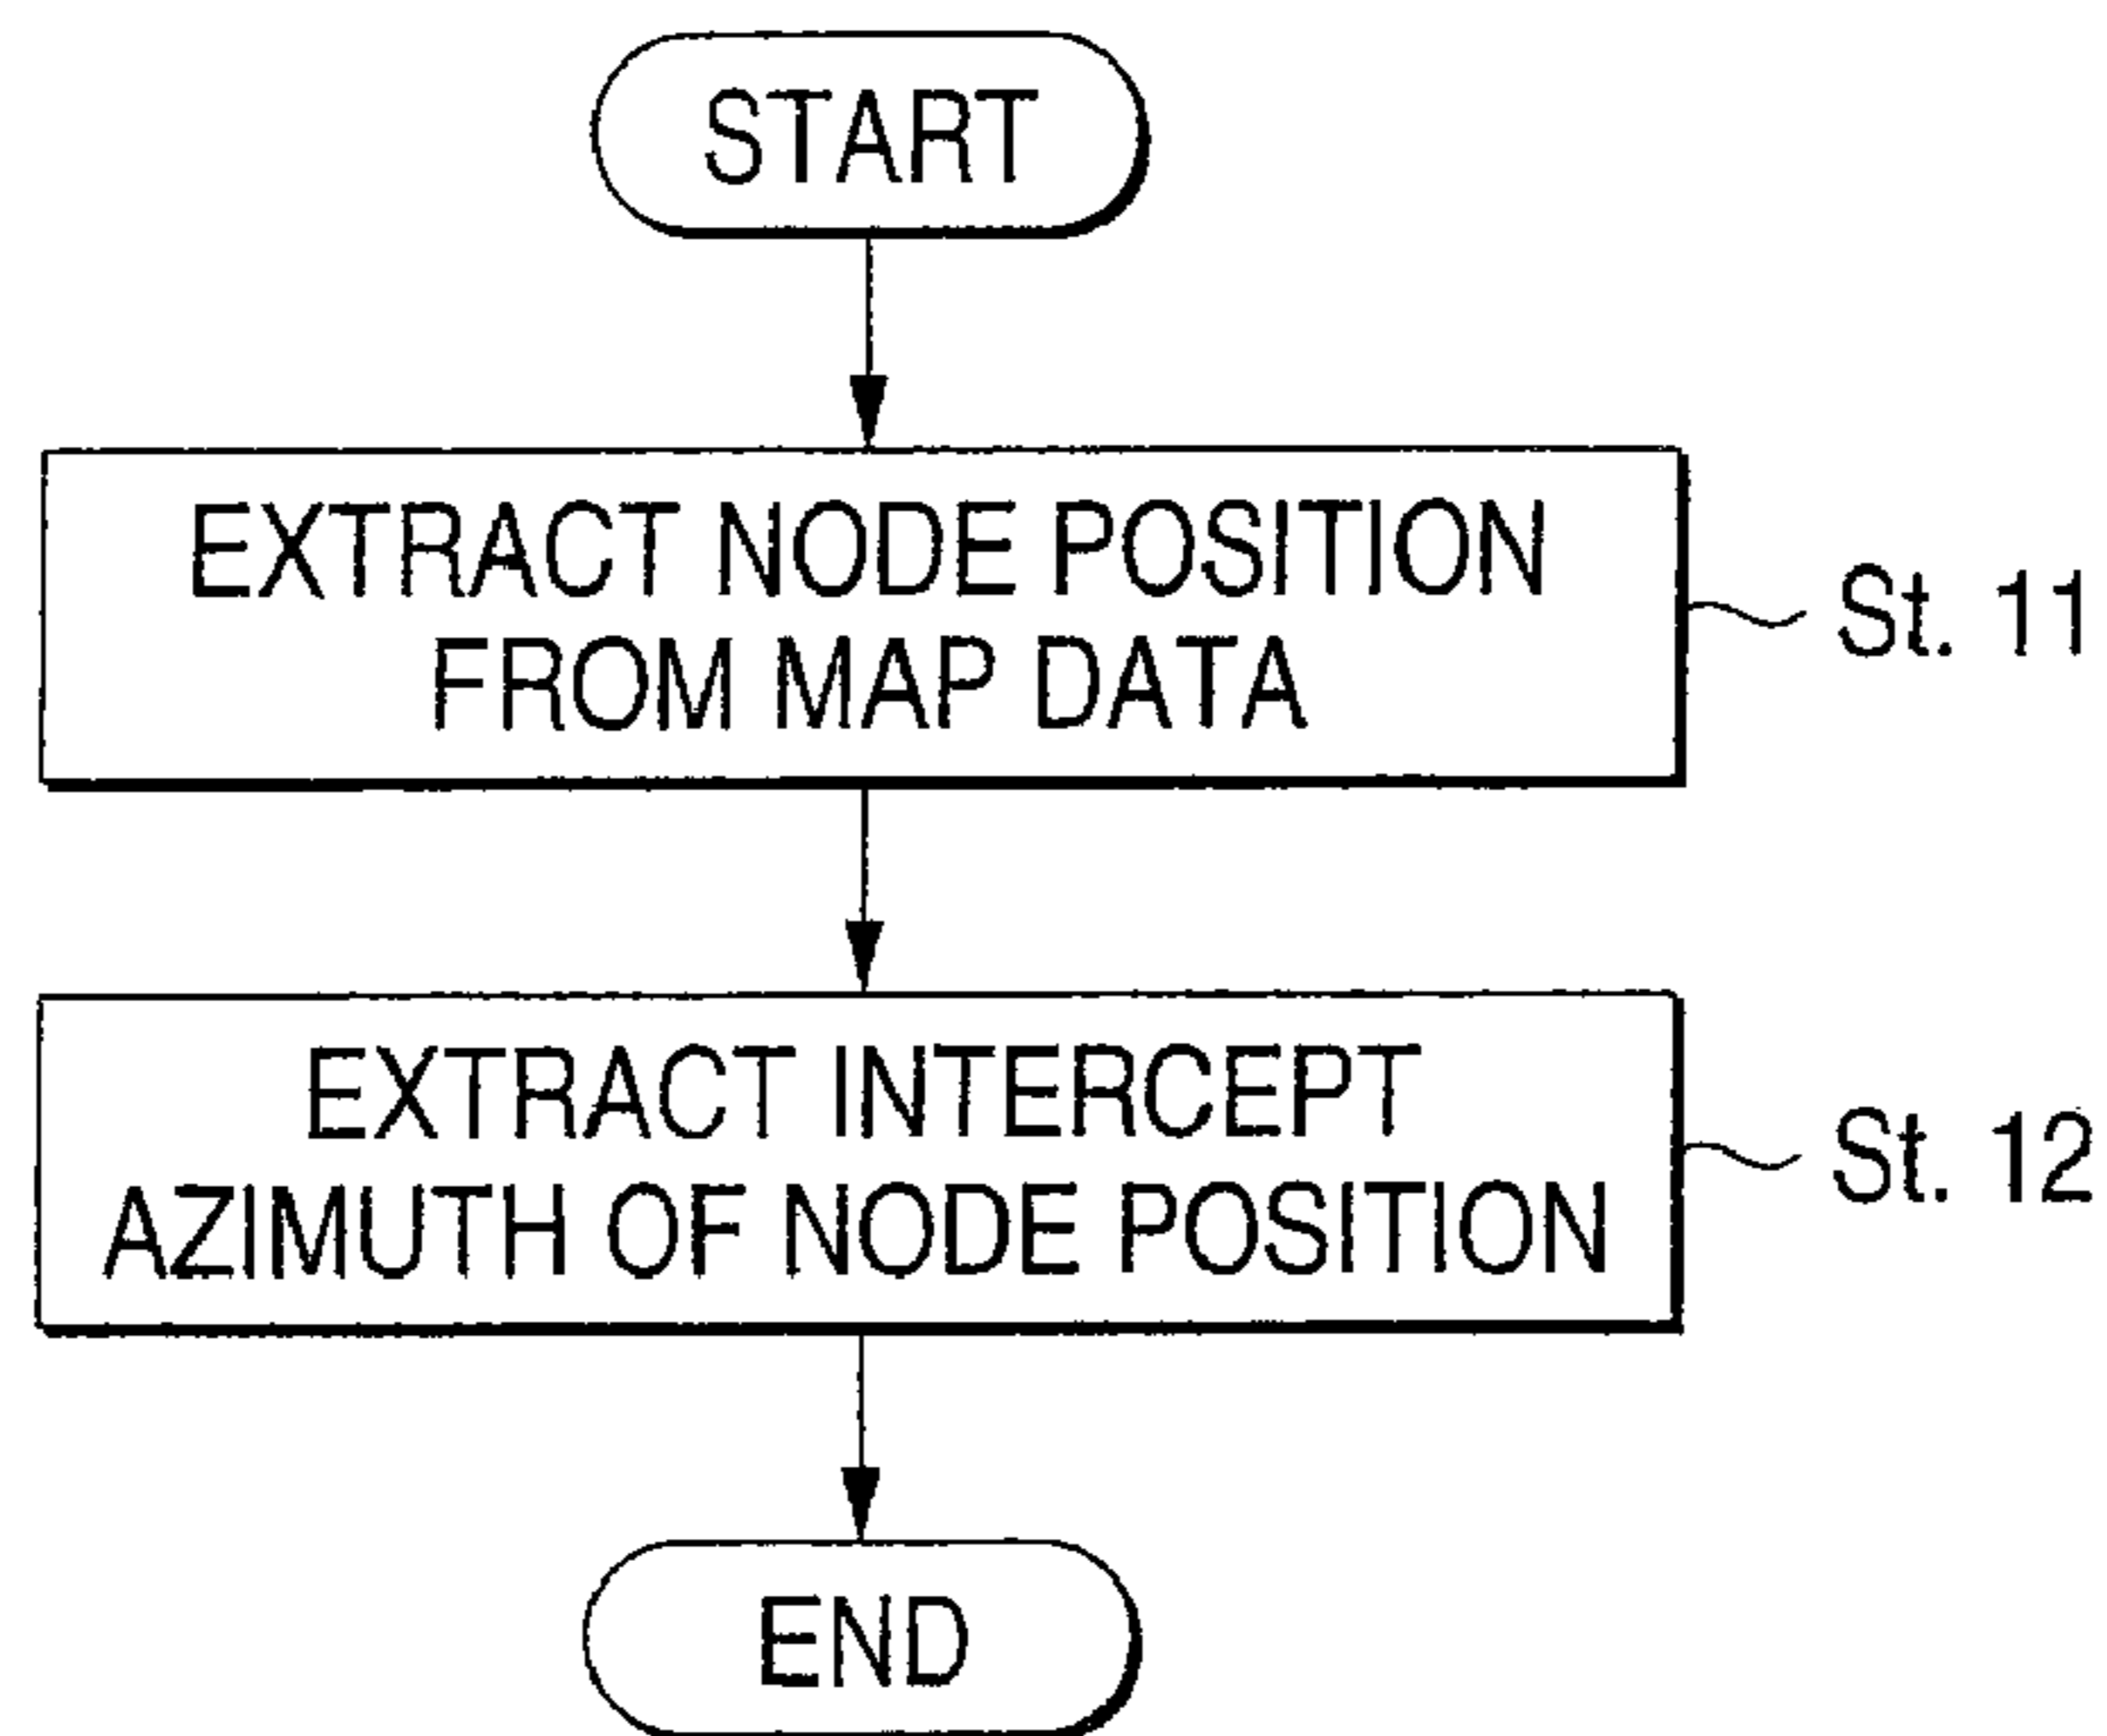 START
EXTRACT NODE POSITION
FROM MAP DATA
St. 11
EXTRACT INTERCEPT
AZIMUTH OF NODE POSITION
St. 12
END